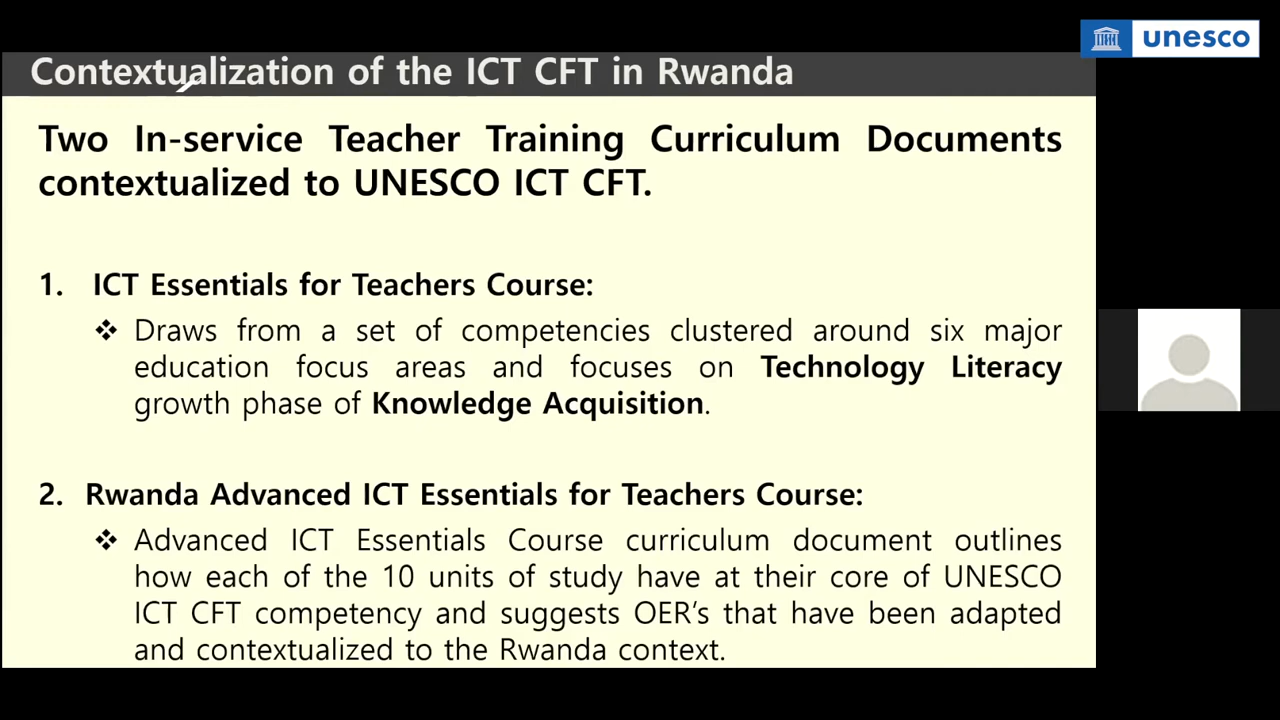 unesco
Contextualization of the ICT CFT in Rwanda
Two In-service Teacher Training Curriculum Documents
contextualized to UNESCO ICT CFT.
1. ICT Essentials for Teachers Course:
❖ Draws from a set of competencies clustered around six major
education focus areas and focuses on Technology Literacy
growth phase of Knowledge Acquisition.
2. Rwanda Advanced ICT Essentials for Teachers Course:
❖ Advanced ICT Essentials Course curriculum document outlines
how each of the 10 units of study have at their core of UNESCO
ICT CFT competency and suggests OER’s that have been adapted
and contextualized to the Rwanda context.